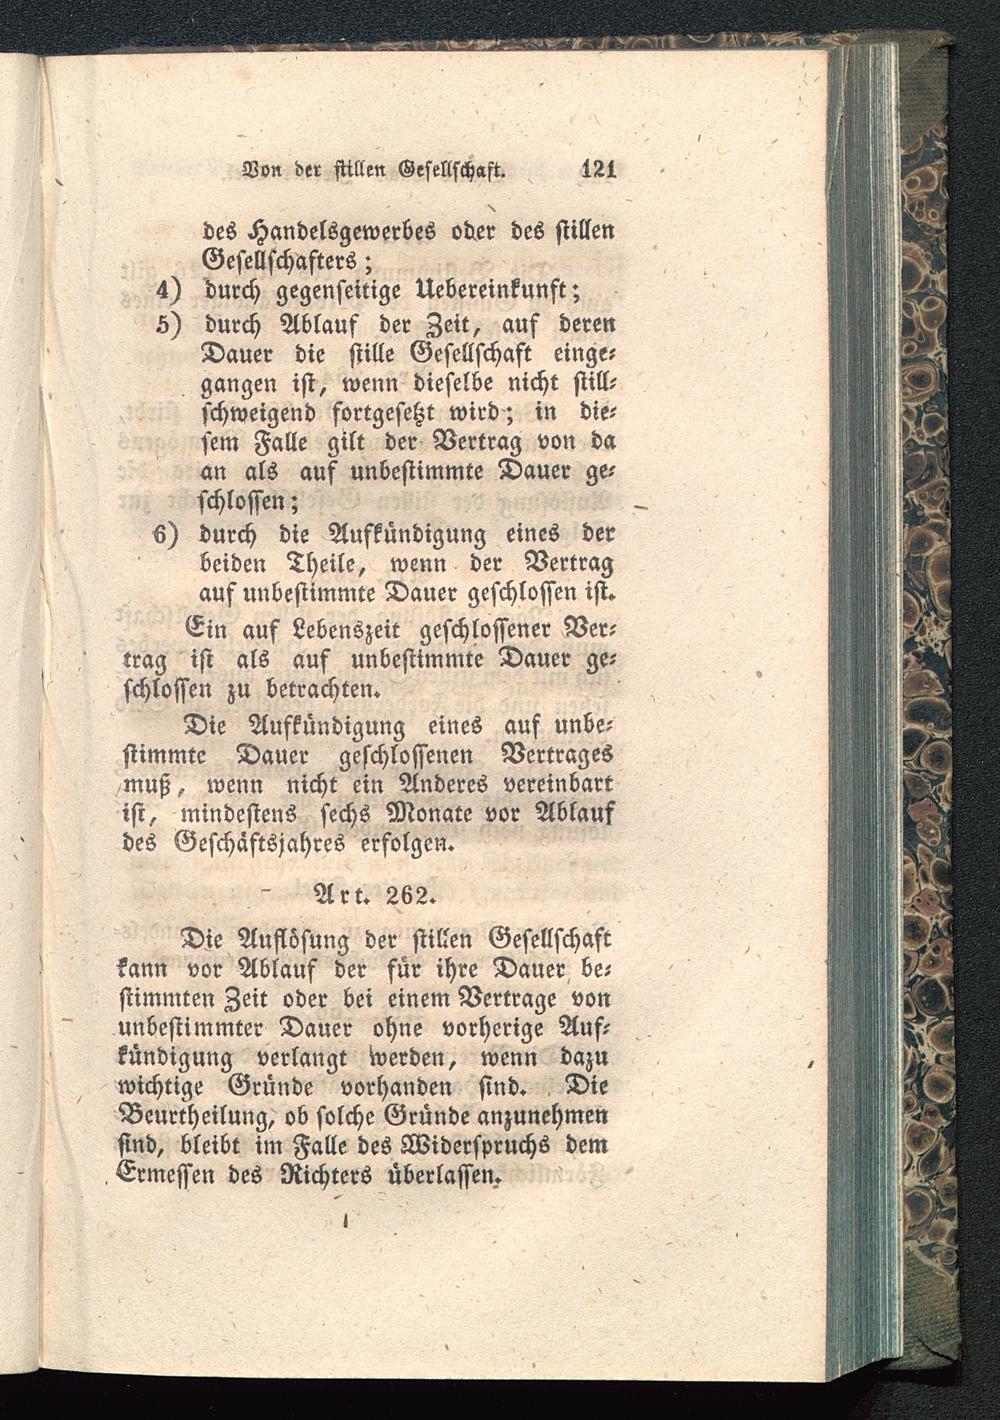 Von der stillen Gesellschaft. 121
des Handelsgewerbes oder des stillen
Gesellschafters;
4) durch gegenseitige Uebereinkunft;
5) durch Ablauf der Zeit, auf deren
Dauer die stille Gesellschaft einge-
gangen ist, wenn dieselbe nicht still-
schweigend fortgesetzt wird; in die-
sem Falle gilt der Vertrag von da
an als auf unbestimmte Dauer ge-
schlossen;
6) durch die Aufkündigung eines der
beiden Theile, wenn der Vertrag
auf unbestimmte Dauer geschlossen ist.
Ein auf Lebenszeit geschlossener Ver-
trag ist als auf unbestimmte Dauer ge-
schlossen zu betrachten.
Die Aufkündigung eines auf unbe-
stimmte Dauer geschlossenen Vertrages
muß, wenn nicht ein Anderes vereinbart
ist, mindestens sechs Monate vor Ablauf
des Geschäftsjahres erfolgen.
Art. 262.
Die Auflösung der stillen Gesellschaft
kann vor Ablauf der für ihre Dauer be-
stimmten Zeit oder bei einem Vertrage von
unbestimmter Dauer ohne vorherige Auf-
kündigung verlangt werden, wenn dazu
wichtige Gründe vorhanden sind. Die
Beurtheilung, ob solche Gründe anzunehmen
sind, bleibt im Falle des Widerspruchs dem
Ermessen des Richters überlassen.